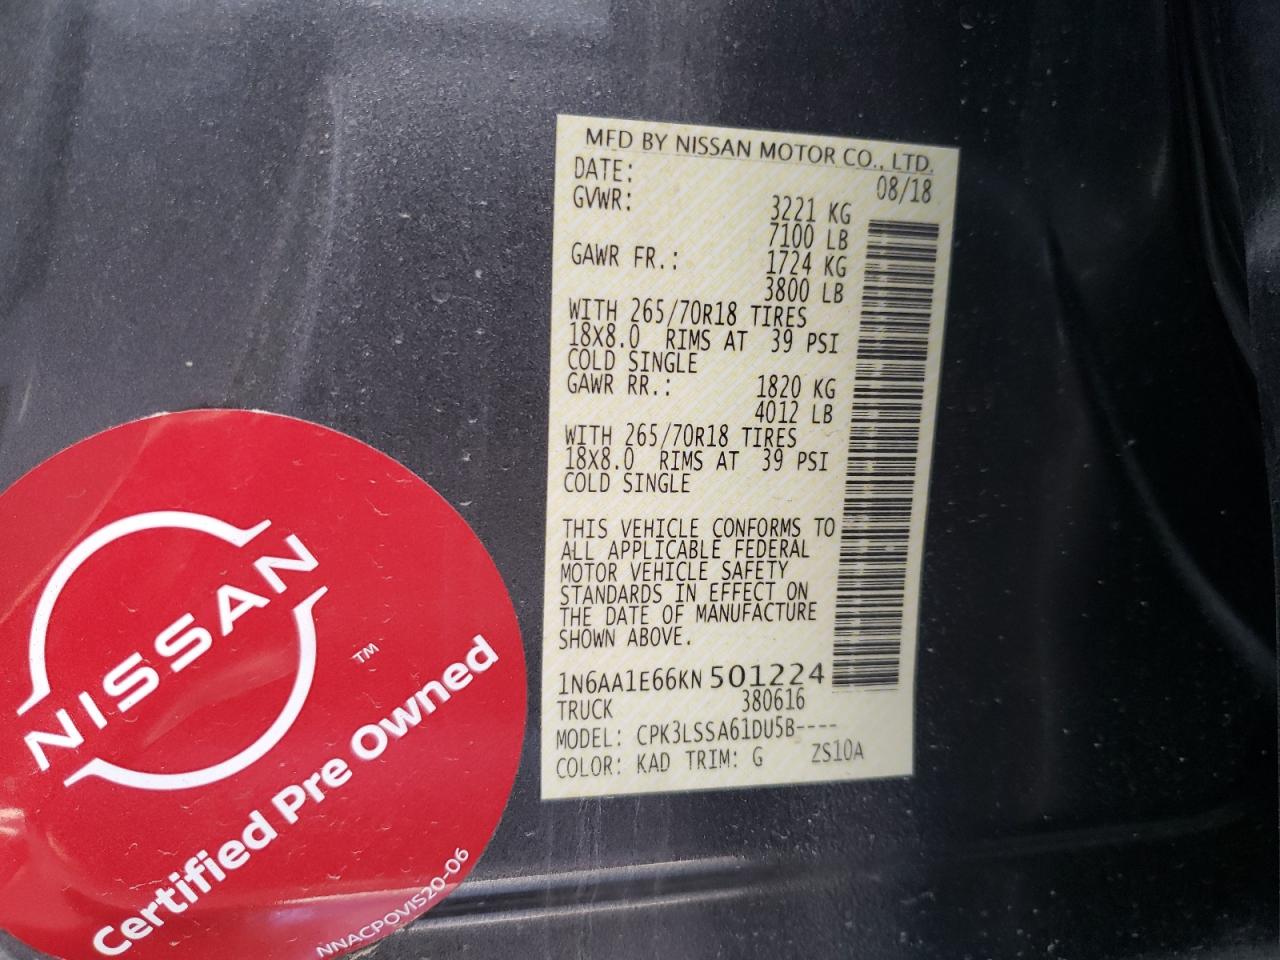 MFD BY NISSAN MOTOR CO., LTD.
DATE: 08/18
GVWR: 3221 KG
7100 LB
GAWR FR.: 1724 KG
3800 LB
WITH 265/70R18 TIRES
18X8.0 RIMS AT 39 PSI
COLD SINGLE
GAWR RR.: 1820 KG
4012 LB
WITH 265/70R18 TIRES
18X8.0 RIMS AT 39 PSI
COLD SINGLE
THIS VEHICLE CONFORMS TO
ALL APPLICABLE FEDERAL
MOTOR VEHICLE SAFETY
STANDARDS IN EFFECT ON
THE DATE OF MANUFACTURE
SHOWN ABOVE.
1N6AA1E66KN501224
TRUCK 380616
MODEL: CPK3LSSA61DU5B----
COLOR: KAD TRIM: G ZS10A
NISSAN
TM
Certified Pre Owned
NNACPOVIS20-06